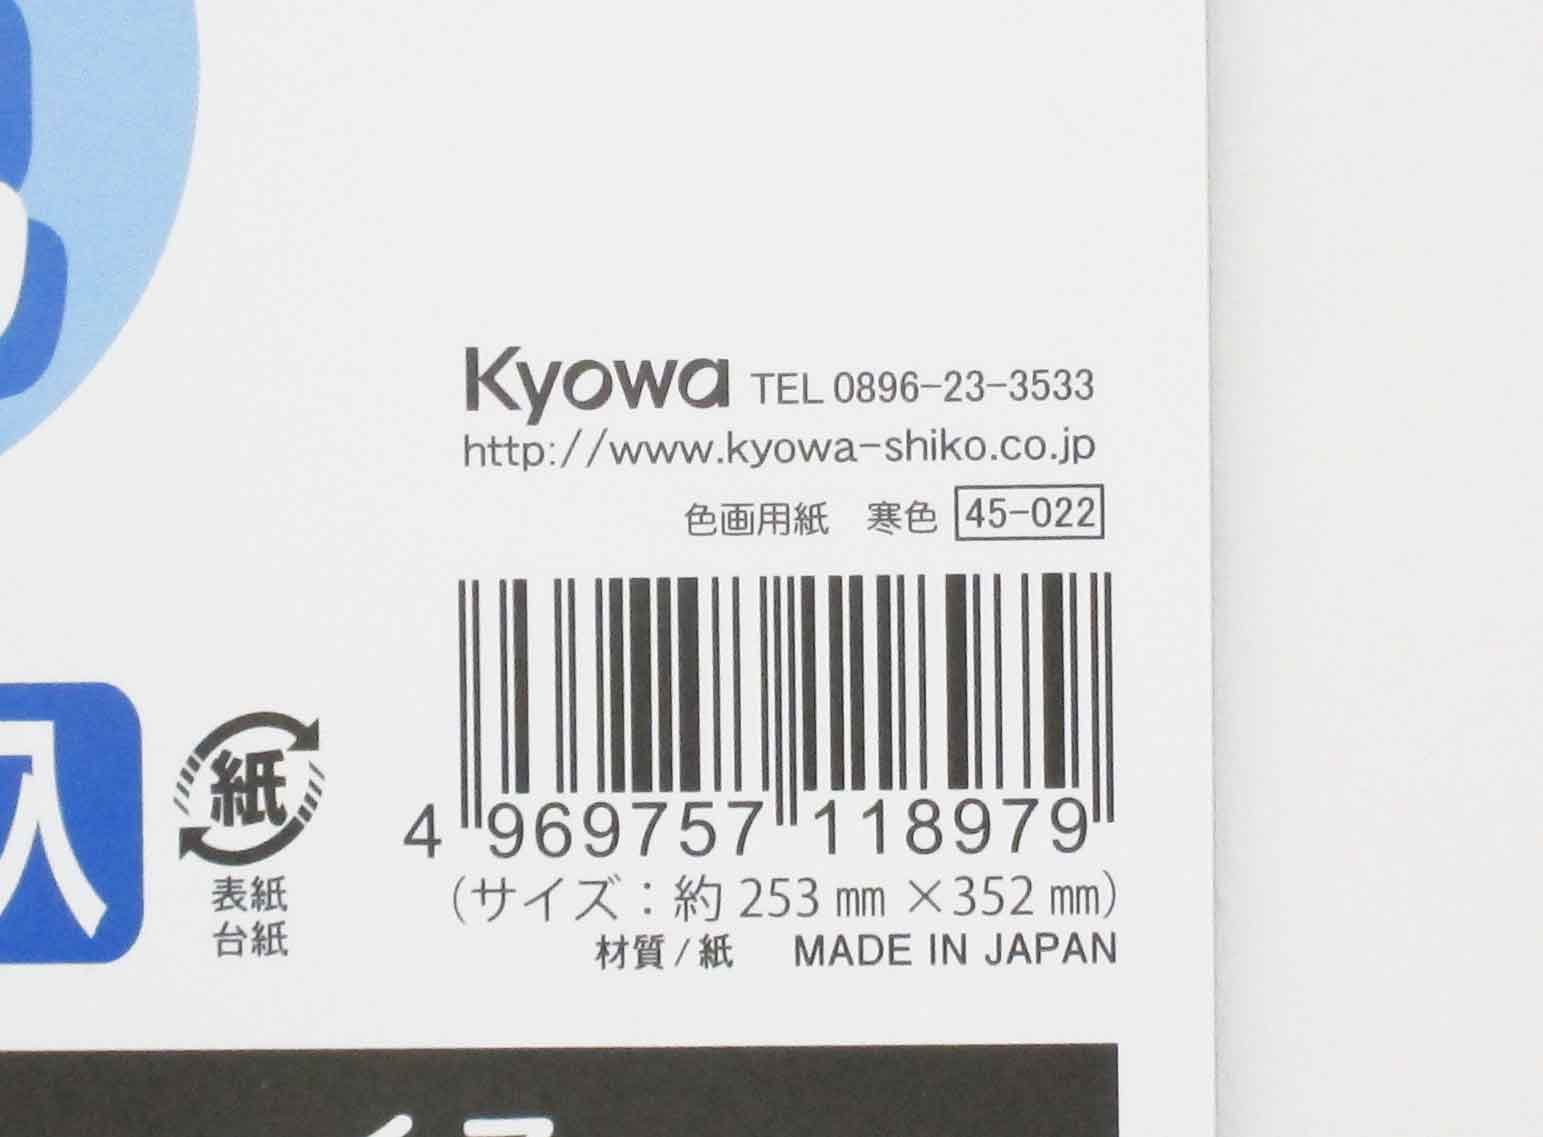 Kyowa TEL 0896-23-3533
http://www.kyowa-shiko.co.jp
色画用紙　寒色 45-022
4 969757 118979
(サイズ：約 253 ㎜ ×352 ㎜)
材質/紙 MADE IN JAPAN
紙
表紙
台紙
入